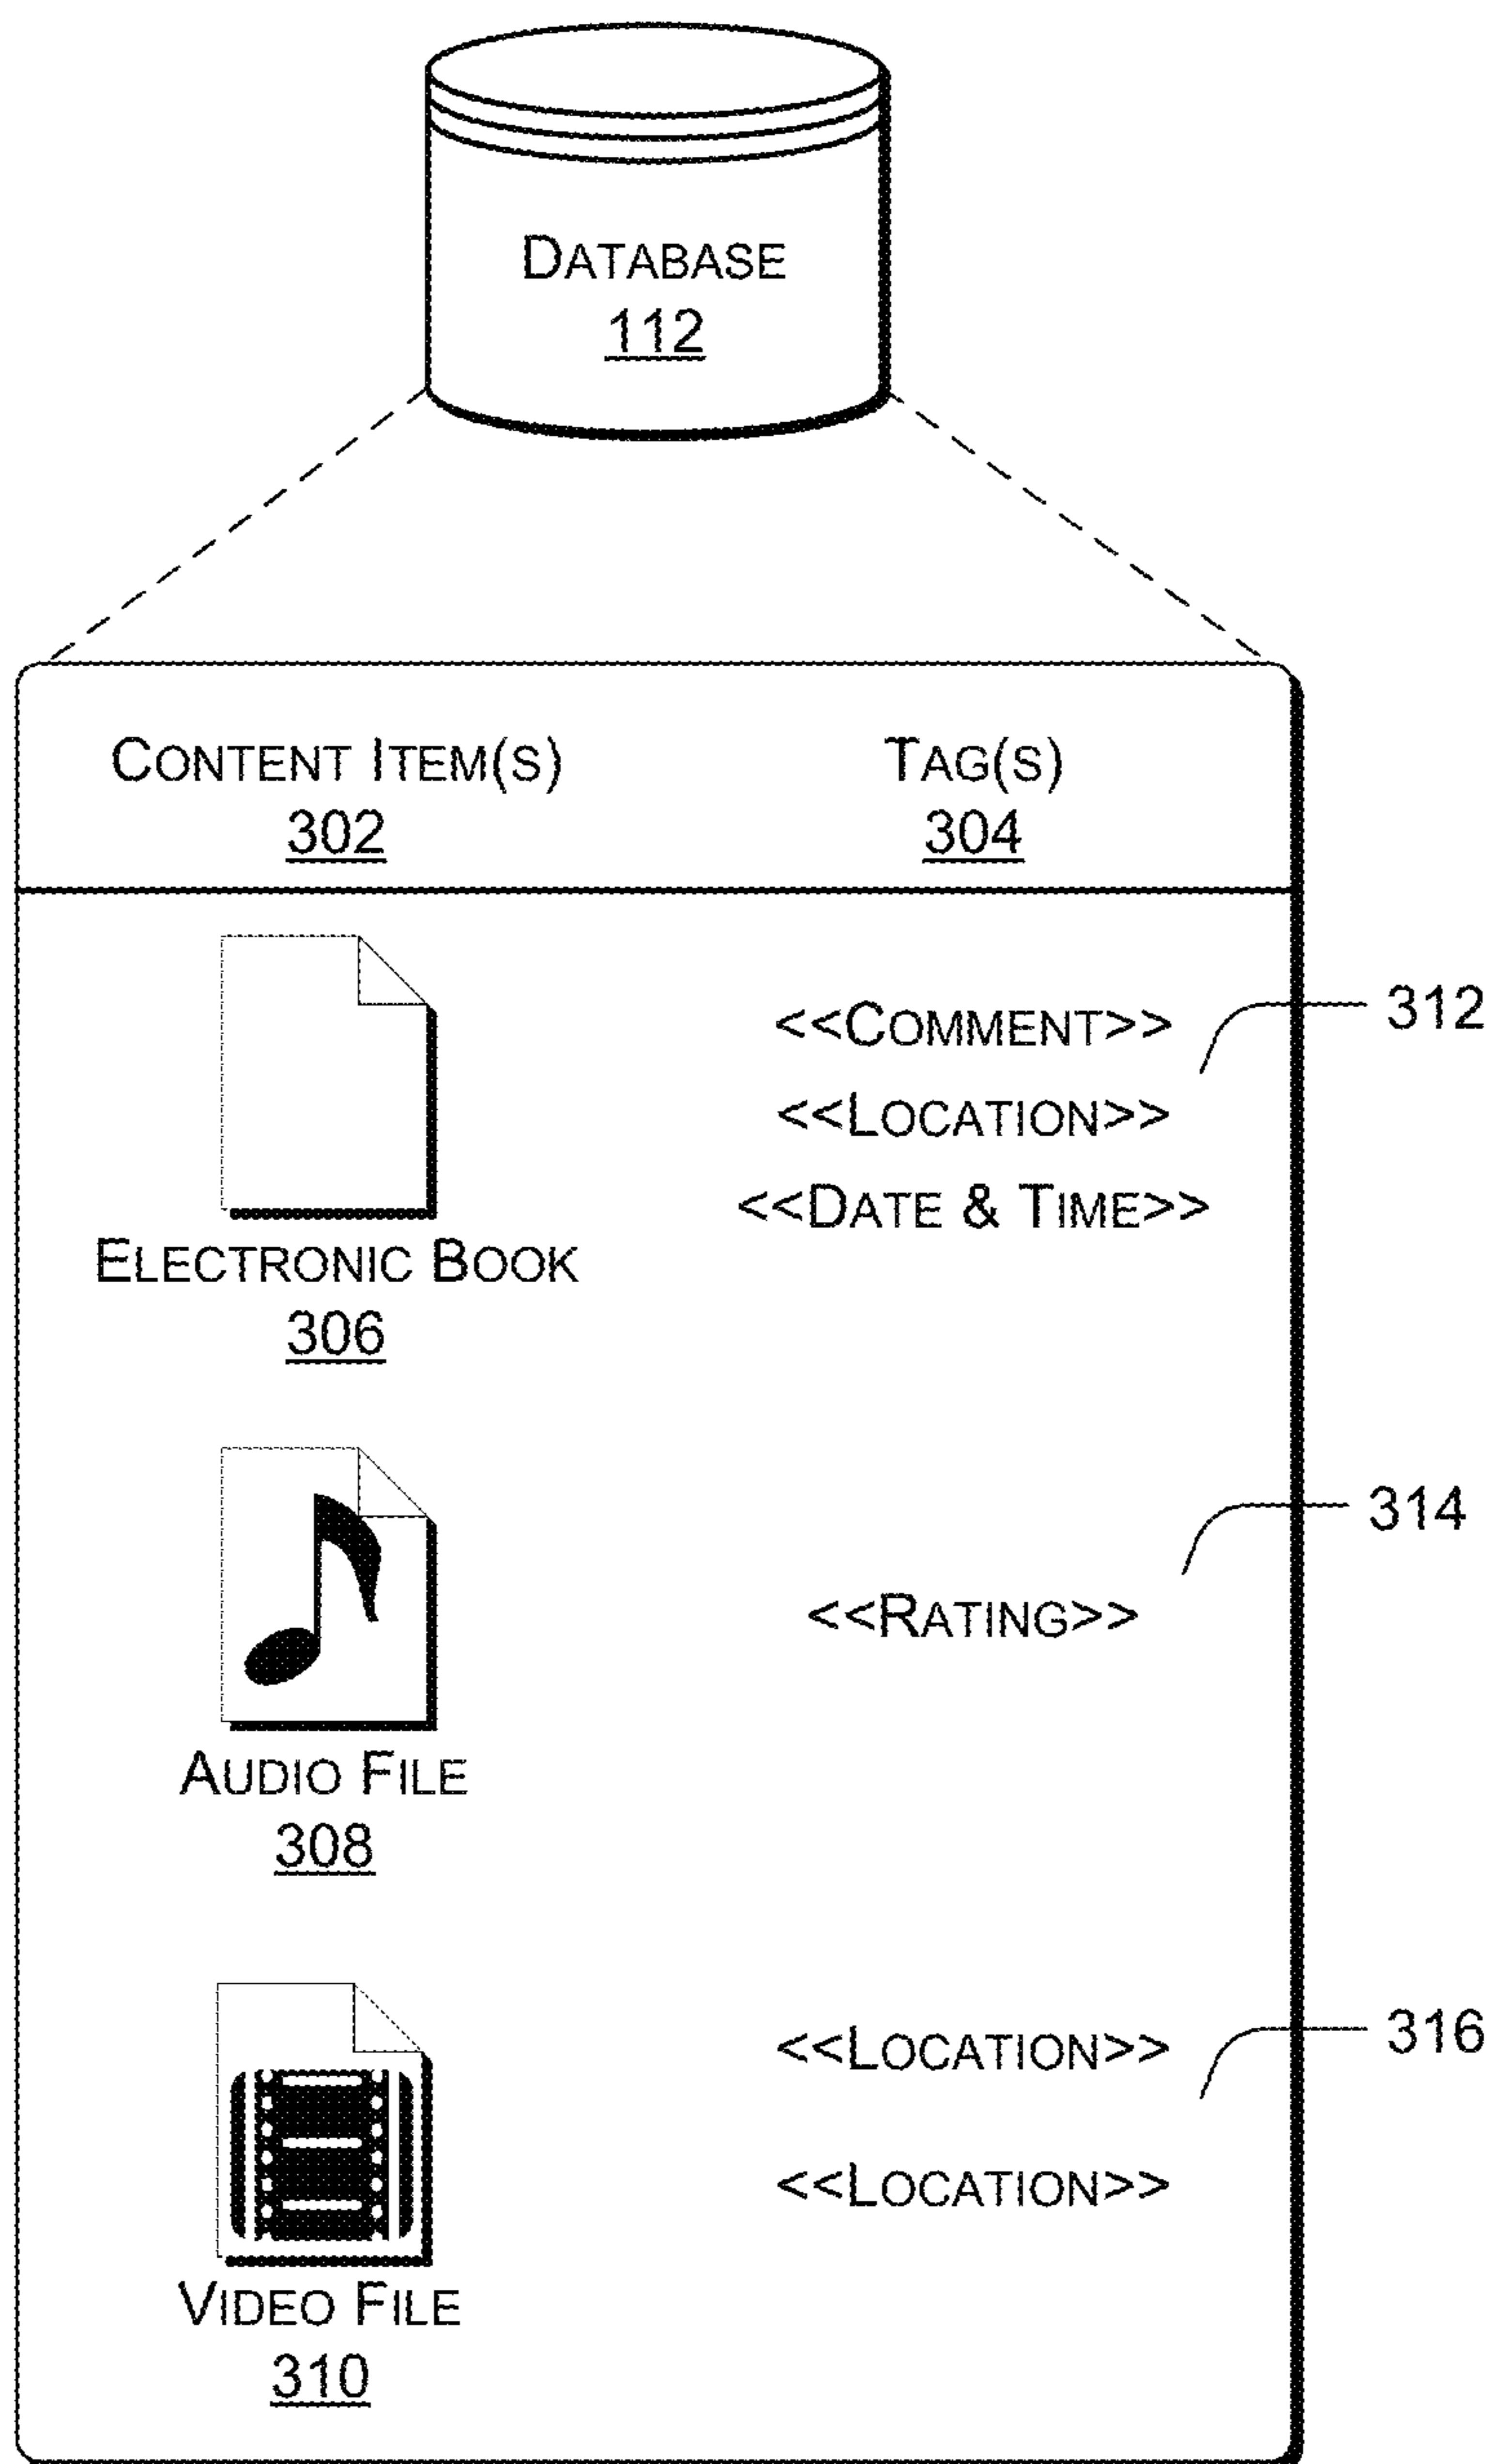 DATABASE
112
CONTENT ITEM(S) TAG(S)
302 304
<<COMMENT>> 312
<<LOCATION>>
<<DATE & TIME>>
ELECTRONIC BOOK
306
314
<<RATING>>
AUDIO FILE
308
<<LOCATION>> 316
<<LOCATION>>
VIDEO FILE
310